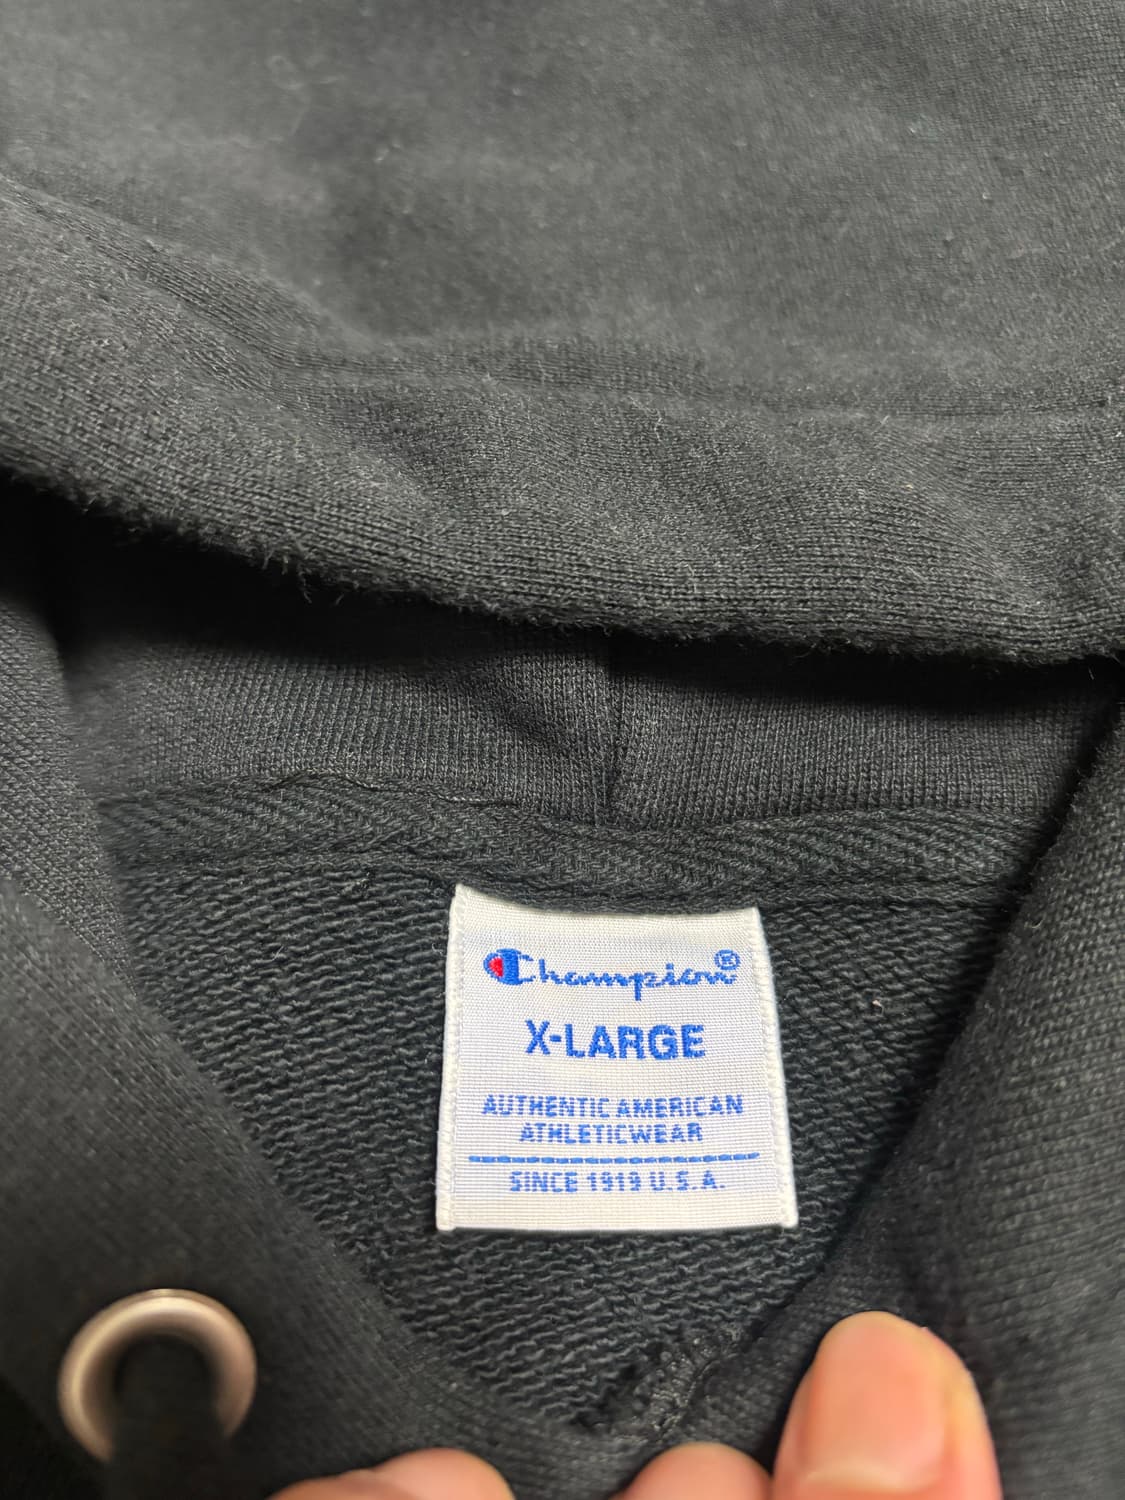 Champion®
X-LARGE
AUTHENTIC AMERICAN
ATHLETICWEAR
SINCE 1919 U.S.A.